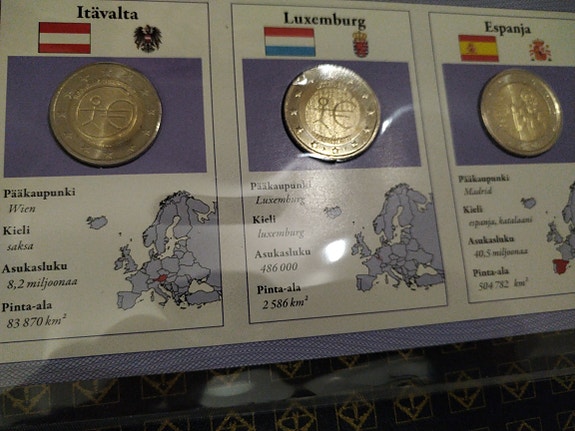 Itävalta
Pääkaupunki
Wien
Kieli
saksa
Asukasluku
8,2 miljoonaa
Pinta-ala
83 870 km²
Luxemburg
Pääkaupunki
Luxemburg
Kieli
luxemburg
Asukasluku
486 000
Pinta-ala
2 586 km²
Espanja
Pääkaupunki
Madrid
Kieli
espanja, katalaani
Asukasluku
40.5 miljoonaa
Pinta-ala
504 782 km²